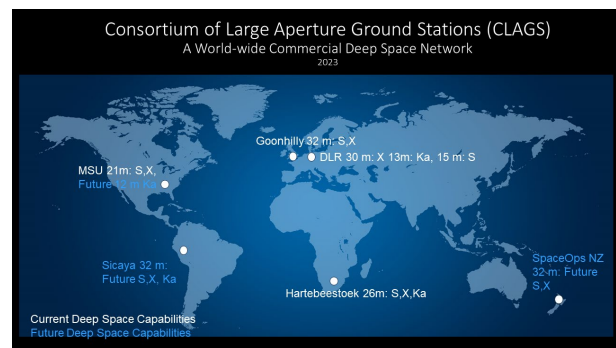 Consortium of Large Aperture Ground Stations (CLAGS)
A World-wide Commercial Deep Space Network
2023
Goonhilly 32 m: S,X
DLR 30 m: X 13m: Ka, 15 m: S
MSU 21m: S,X,
Future 12 m Ka
Sicaya 32 m:
Future S,X, Ka
SpaceOps NZ
32-m: Future
S,X
Hartebeestoek 26m: S,X,Ka
Current Deep Space Capabilities
Future Deep Space Capabilities